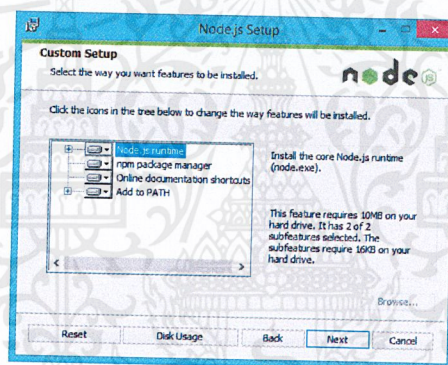 Node.js Setup
Custom Setup
Select the way you want features to be installed.
node
JS
Click the icons in the tree below to change the way features will be installed.
Node.js runtime
npm package manager
Online documentation shortcuts
Add to PATH
Install the core Node.js runtime
(node.exe).
This feature requires 10MB on your
hard drive. It has 2 of 2
subfeatures selected. The
subfeatures require 16KB on your
hard drive.
Browse...
Reset
Disk Usage
Back
Next
Cancel